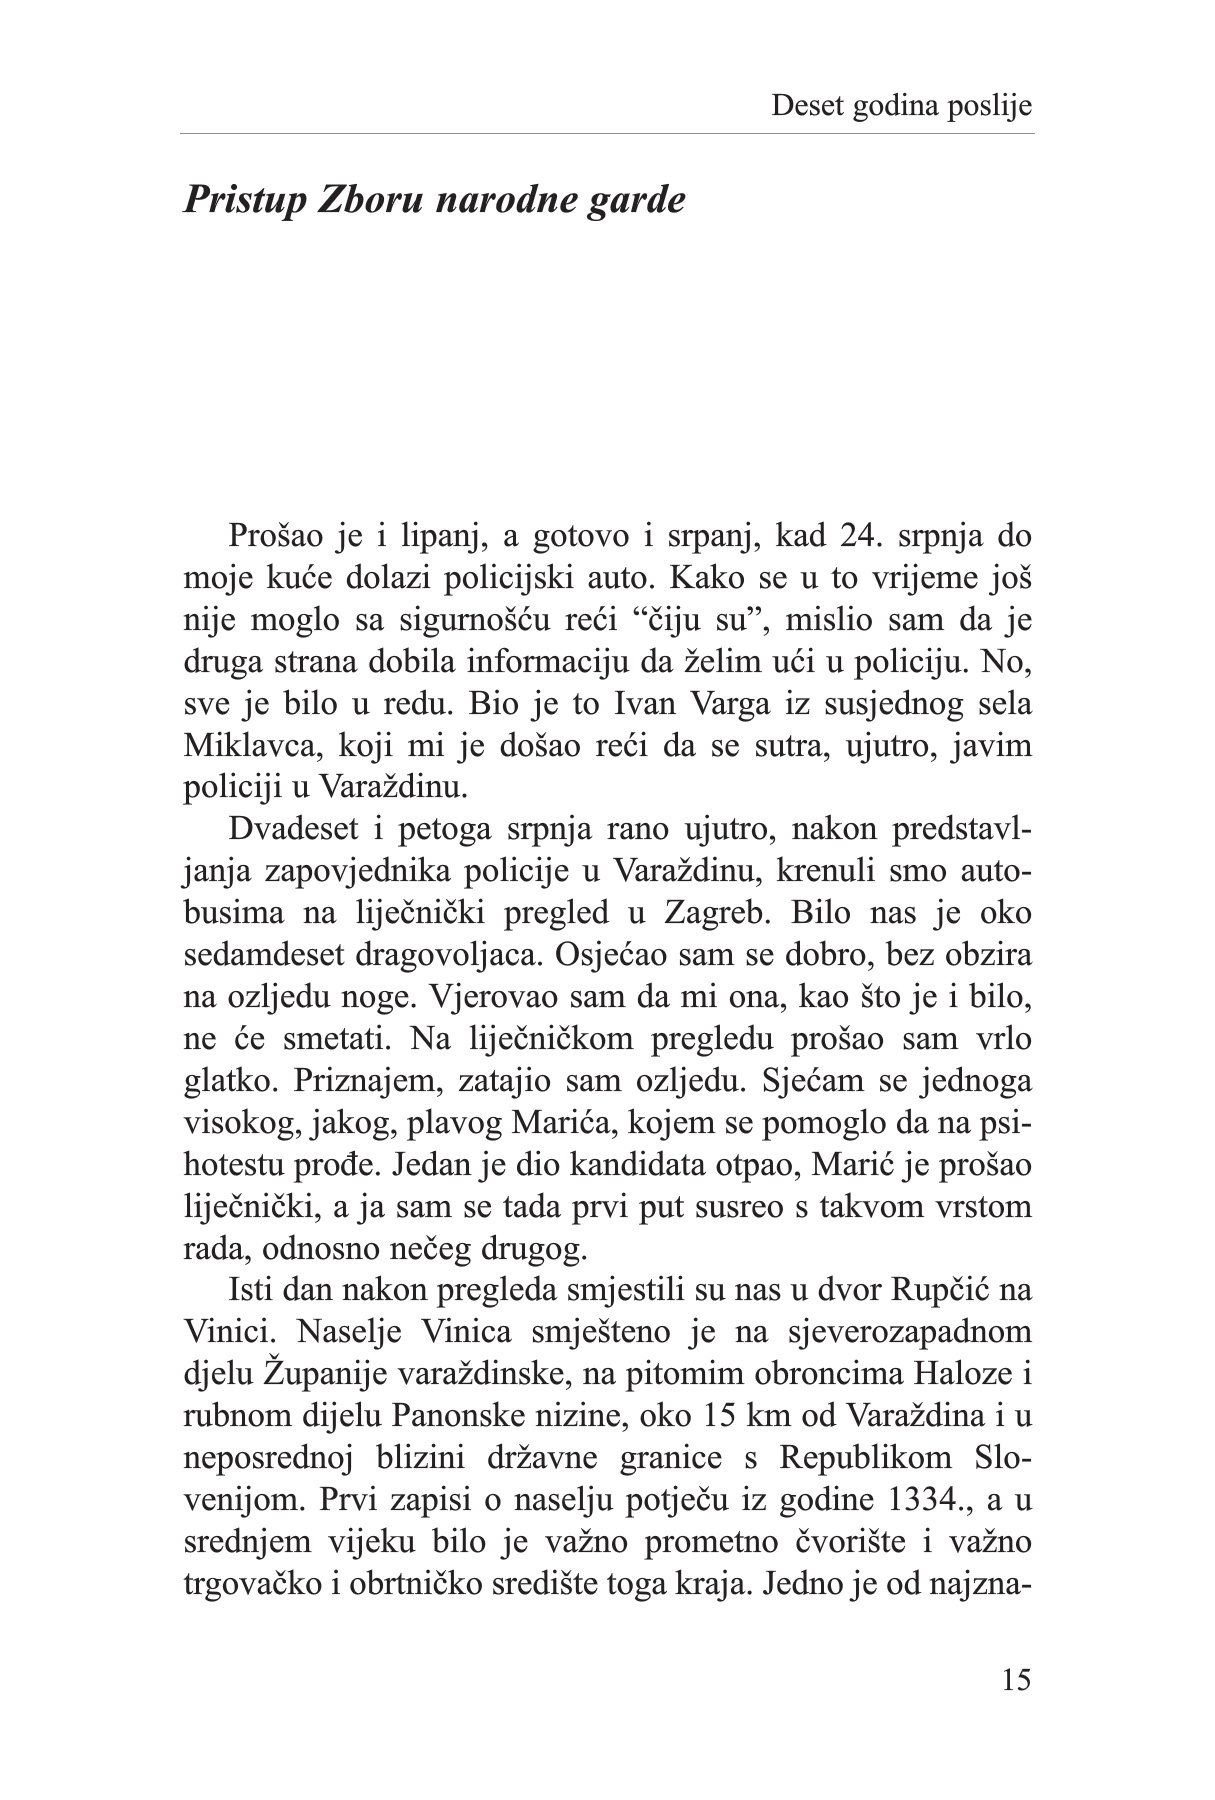 Deset godina poslije
Pristup Zboru narodne garde
Prošao je i lipanj, a gotovo i srpanj, kad 24. srpnja do
moje kuće dolazi policijski auto. Kako se u to vrijeme još
nije moglo sa sigurnošću reći “čiju su”, mislio sam da je
druga strana dobila informaciju da želim ući u policiju. No,
sve je bilo u redu. Bio je to Ivan Varga iz susjednog sela
Miklavca, koji mi je došao reći da se sutra, ujutro, javim
policiji u Varaždinu.
Dvadeset i petoga srpnja rano ujutro, nakon predstavl-
janja zapovjednika policije u Varaždinu, krenuli smo auto-
busima na liječnički pregled u Zagreb. Bilo nas je oko
sedamdeset dragovoljaca. Osjećao sam se dobro, bez obzira
na ozljedu noge. Vjerovao sam da mi ona, kao što je i bilo,
ne će smetati. Na liječničkom pregledu prošao sam vrlo
glatko. Priznajem, zatajio sam ozljedu. Sjećam se jednoga
visokog, jakog, plavog Marića, kojem se pomoglo da na psi-
hotestu prođe. Jedan je dio kandidata otpao, Marić je prošao
liječnički, a ja sam se tada prvi put susreo s takvom vrstom
rada, odnosno nečeg drugog.
Isti dan nakon pregleda smjestili su nas u dvor Rupčić na
Vinici. Naselje Vinica smješteno je na sjeverozapadnom
djelu Županije varaždinske, na pitomim obroncima Haloze i
rubnom dijelu Panonske nizine, oko 15 km od Varaždina i u
neposrednoj blizini državne granice s Republikom Slo-
venijom. Prvi zapisi o naselju potječu iz godine 1334., a u
srednjem vijeku bilo je važno prometno čvorište i važno
trgovačko i obrtničko središte toga kraja. Jedno je od najzna-
15